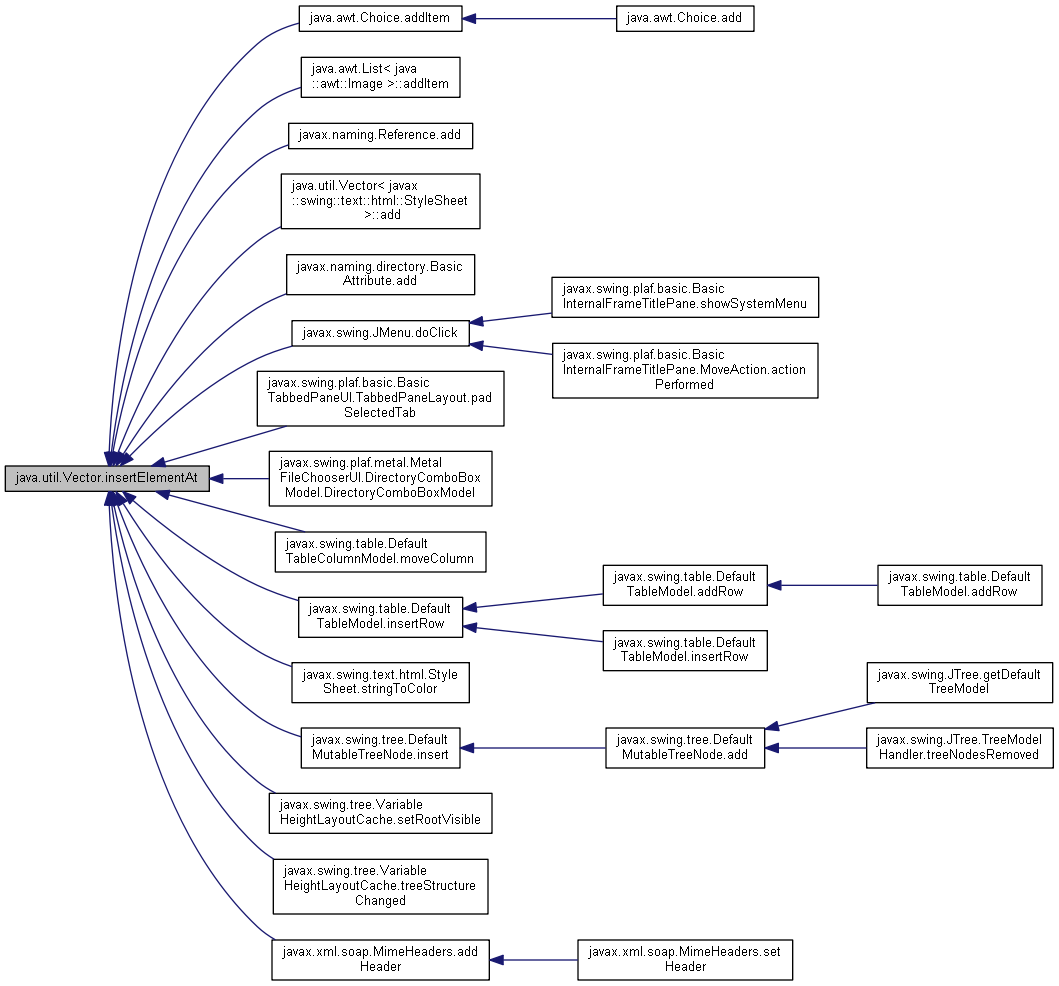 java.awt.Choice.addItem
java.awt.Choice.add
java.awt.List< java
::awt::Image >::addItem
javax.naming.Reference.add
java.util.Vector< javax
::swing::text::html::StyleSheet
>::add
javax.naming.directory.Basic
Attribute.add
javax.swing.JMenu.doClick
javax.swing.plaf.basic.Basic
InternalFrameTitlePane.showSystemMenu
javax.swing.plaf.basic.Basic
InternalFrameTitlePane.MoveAction.action
Performed
javax.swing.plaf.basic.Basic
TabbedPaneUI.TabbedPaneLayout.pad
SelectedTab
java.util.Vector.insertElementAt
javax.swing.plaf.metal.Metal
FileChooserUI.DirectoryComboBox
Model.DirectoryComboBoxModel
javax.swing.table.Default
TableColumnModel.moveColumn
javax.swing.table.Default
TableModel.insertRow
javax.swing.table.Default
TableModel.addRow
javax.swing.table.Default
TableModel.addRow
javax.swing.table.Default
TableModel.insertRow
javax.swing.text.html.Style
Sheet.stringToColor
javax.swing.tree.Default
MutableTreeNode.insert
javax.swing.tree.Default
MutableTreeNode.add
javax.swing.JTree.getDefault
TreeModel
javax.swing.JTree.TreeModel
Handler.treeNodesRemoved
javax.swing.tree.Variable
HeightLayoutCache.setRootVisible
javax.swing.tree.Variable
HeightLayoutCache.treeStructure
Changed
javax.xml.soap.MimeHeaders.add
Header
javax.xml.soap.MimeHeaders.set
Header